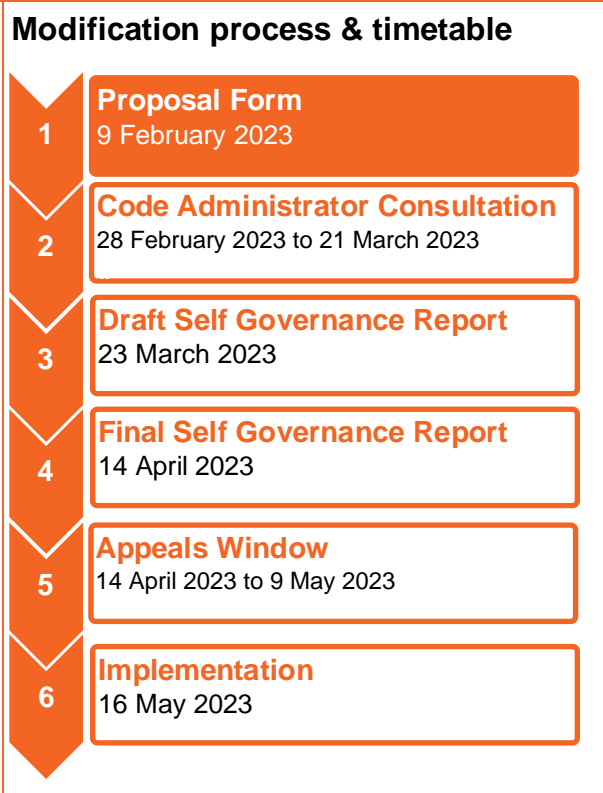 Modification process & timetable
1
Proposal Form
9 February 2023
2
Code Administrator Consultation
28 February 2023 to 21 March 2023
3
Draft Self Governance Report
23 March 2023
4
Final Self Governance Report
14 April 2023
5
Appeals Window
14 April 2023 to 9 May 2023
6
Implementation
16 May 2023